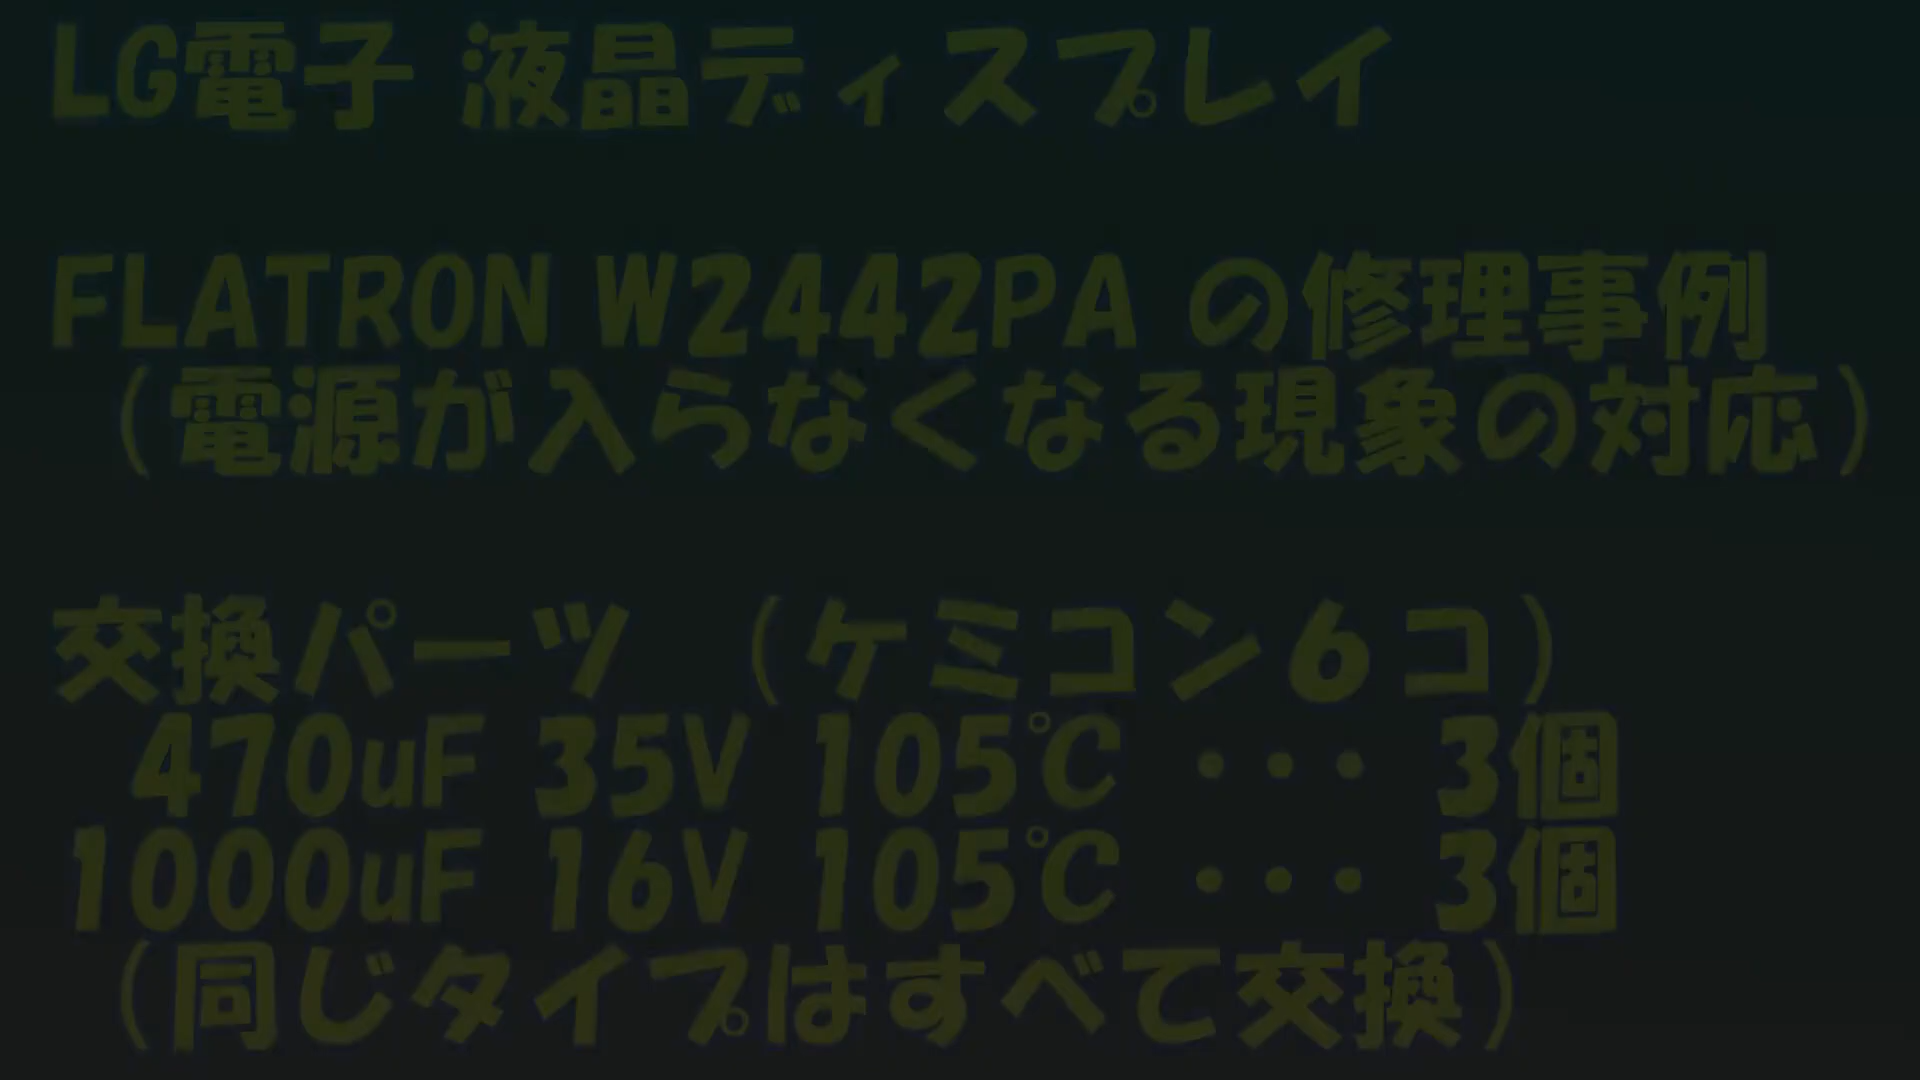 LG電子 液晶ディスプレイ
FLATRON W2442PA の修理事例
（電源が入らなくなる現象の対応）
交換パーツ （ケミコン６コ）
470uF 35V 105℃ ・・・ 3個
1000uF 16V 105℃ ・・・ 3個
（同じタイプはすべて交換）